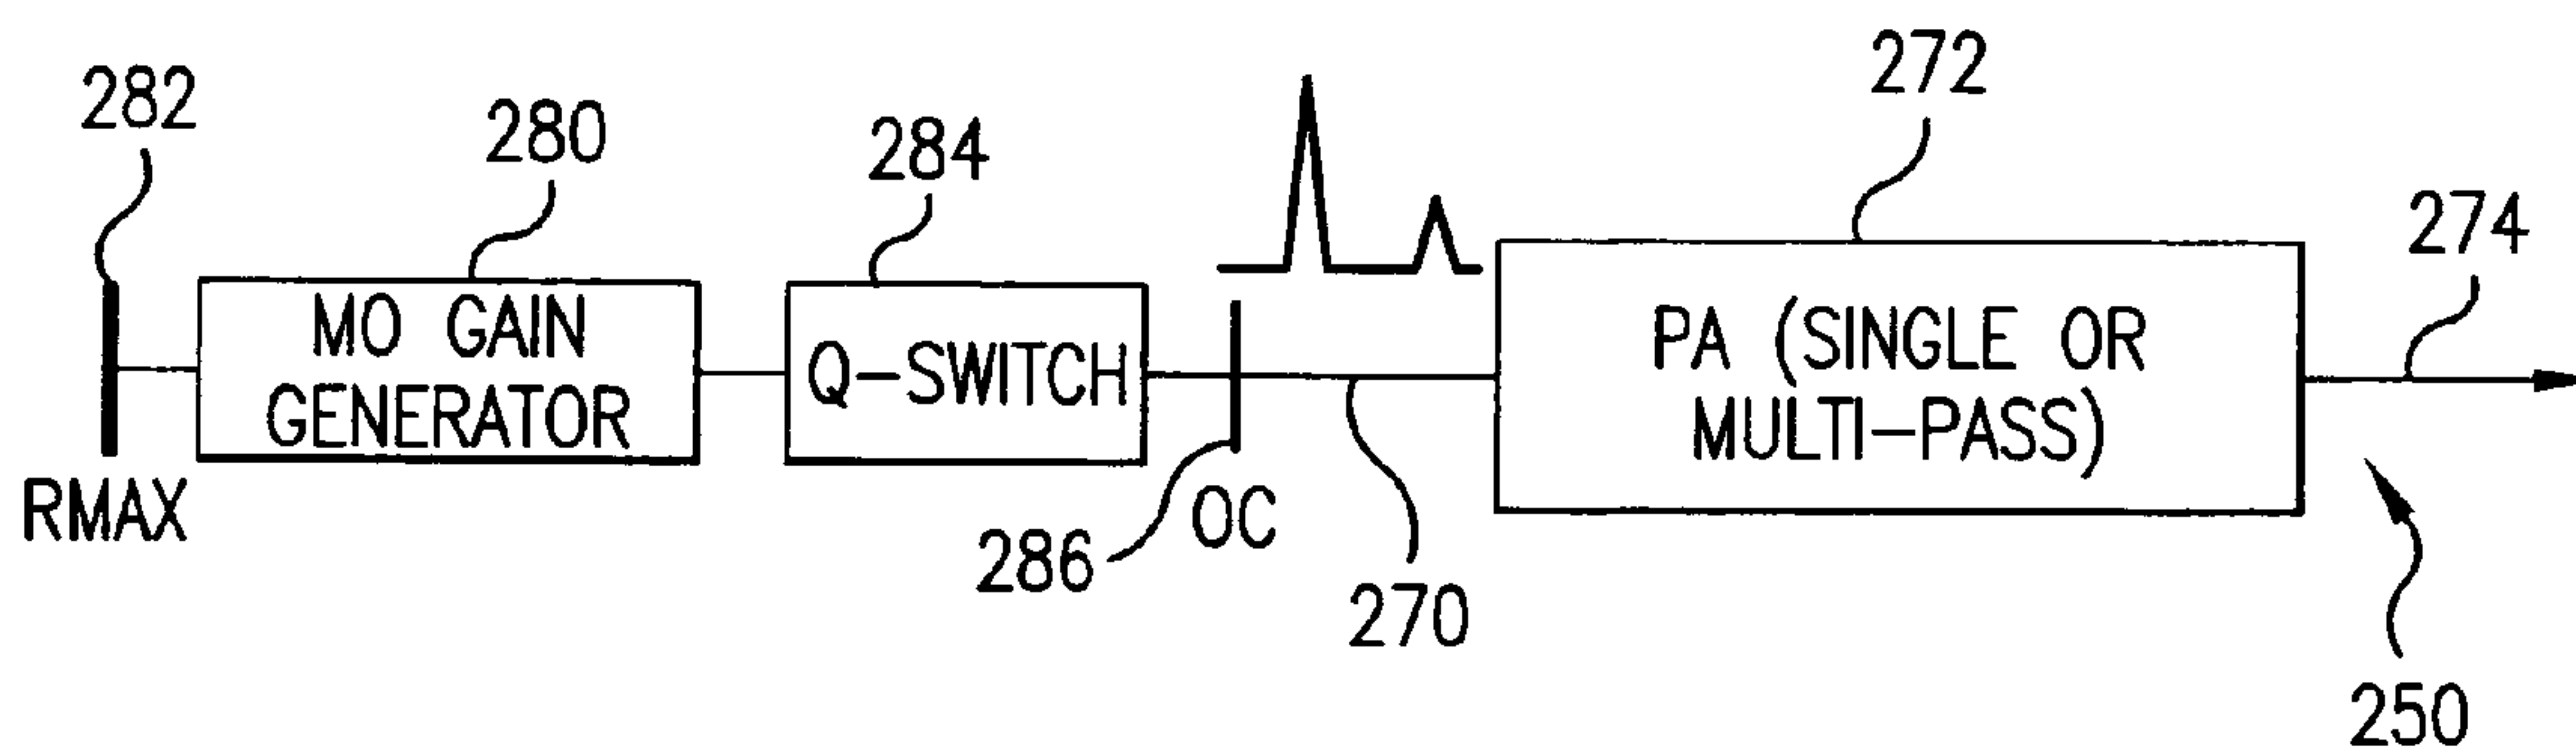 282
280
284
272
274
MO GAIN
GENERATOR
Q-SWITCH
PA (SINGLE OR
MULTI-PASS)
RMAX
286
OC
270
250